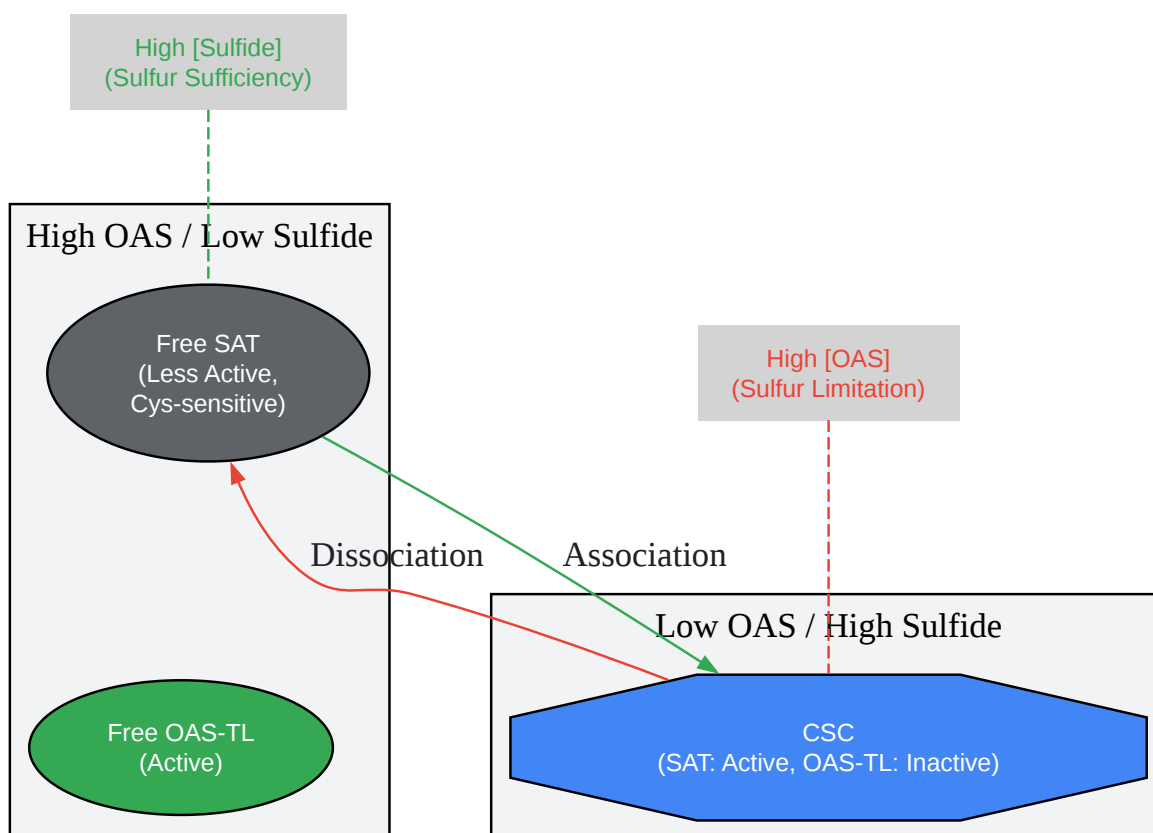 High [Sulfide]
(Sulfur Sufficiency)
High OAS / Low Sulfide
Free SAT
(Less Active,
Cys-sensitive)
High [OAS]
(Sulfur Limitation)
Dissociation
Association
Low OAS / High Sulfide
Free OAS-TL
(Active)
CSC
(SAT: Active, OAS-TL: Inactive)